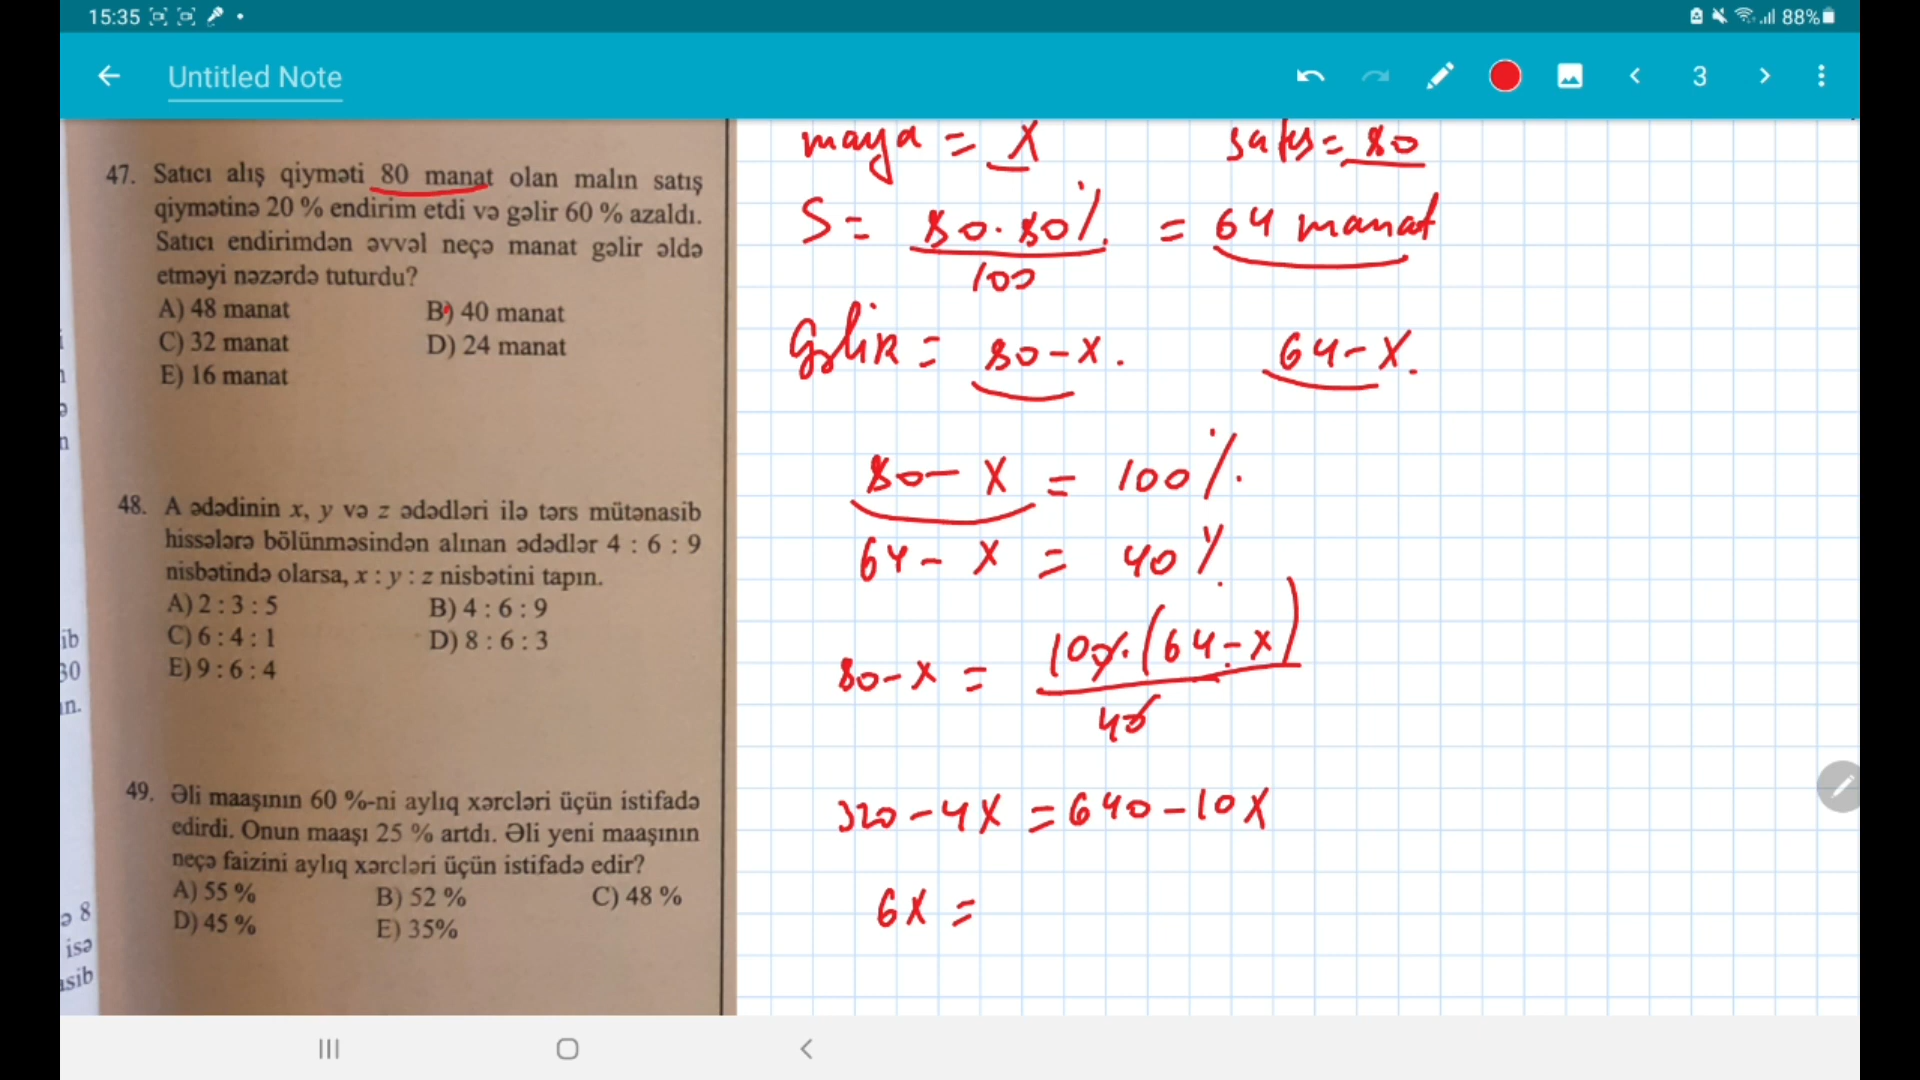 15:35
88%
Untitled Note
3
47. Satıcı alış qiyməti 80 manat olan malın satış
qiymətinə 20 % endirim etdi və gəlir 60 % azaldı.
Satıcı endirimdən əvvəl neçə manat gəlir əldə
etməyi nəzərdə tuturdu?
A) 48 manat B) 40 manat
C) 32 manat D) 24 manat
E) 16 manat
48. A ədədinin x, y və z ədədləri ilə tərs mütənasib
hissələrə bölünməsindən alınan ədədlər 4 : 6 : 9
nisbətində olarsa, x : y : z nisbətini tapın.
A) 2 : 3 : 5 B) 4 : 6 : 9
C) 6 : 4 : 1 D) 8 : 6 : 3
E) 9 : 6 : 4
49. Əli maaşının 60 %-ni aylıq xərcləri üçün istifadə
edirdi. Onun maaşı 25 % artdı. Əli yeni maaşının
neçə faizini aylıq xərcləri üçün istifadə edir?
A) 55 % B) 52 % C) 48 %
D) 45 % E) 35%
ib
30
ın.
ə 8
isə
asib
maya = x satış = 80
S = 80 · 80% / 100 = 64 manat
Gəlir = 80 - x. 64 - x.
80 - x = 100 %.
64 - x = 40 %
80 - x = 100 · (64 - x) / 40
320 - 4x = 640 - 10x
6x =